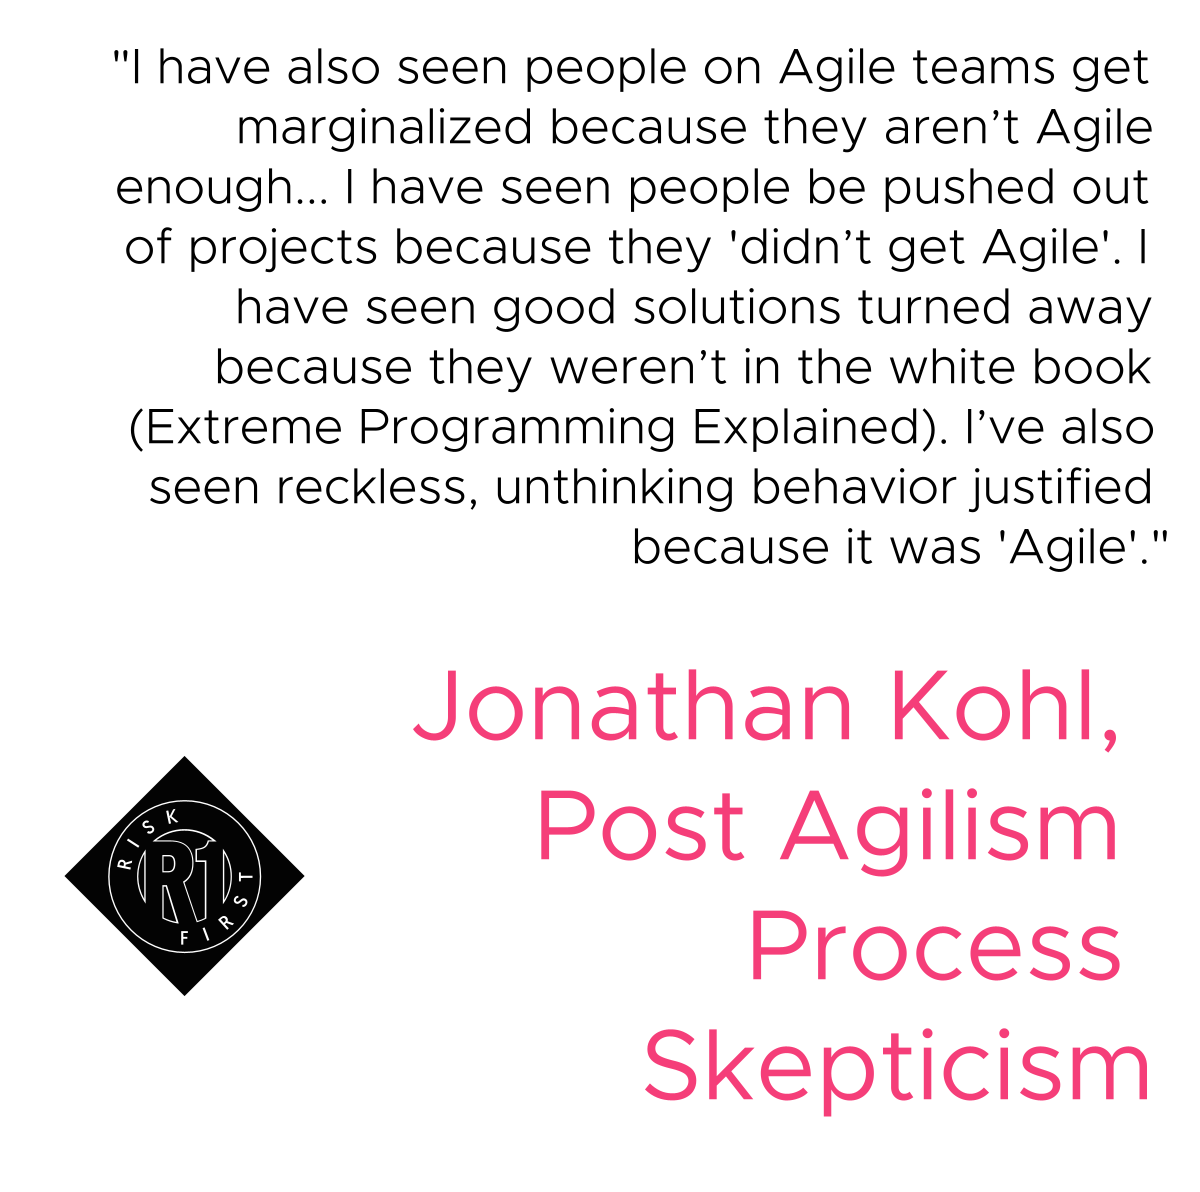 "I have also seen people on Agile teams get
marginalized because they aren’t Agile
enough... I have seen people be pushed out
of projects because they 'didn’t get Agile'. I
have seen good solutions turned away
because they weren’t in the white book
(Extreme Programming Explained). I’ve also
seen reckless, unthinking behavior justified
because it was 'Agile'."
Jonathan Kohl,
Post Agilism
Process
Skepticism
RISK
R1
FIRST